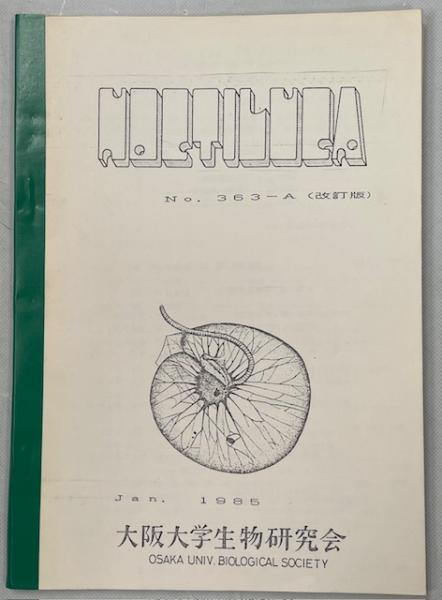 NOCTILUCA
No. 363-A (改訂版)
Jan. 1985
大阪大学生物研究会
OSAKA UNIV. BIOLOGICAL SOCIETY